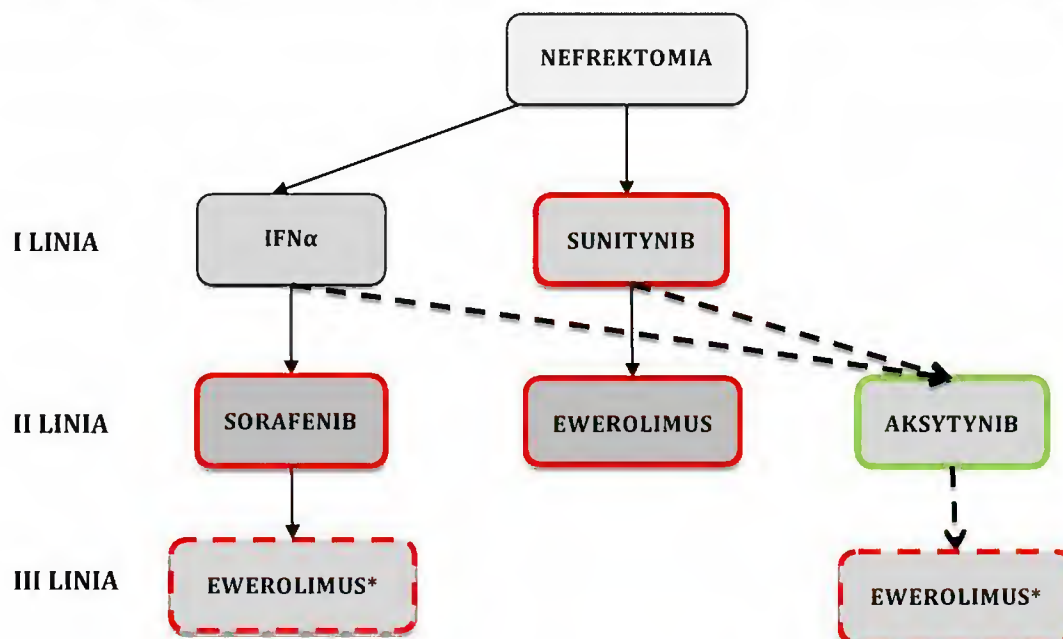 NEFREKTOMIA
I LINIA
IFNα
SUNITYNIB
II LINIA
SORAFENIB
EWEROLIMUS
AKSYTYNIB
III LINIA
EWEROLIMUS*
EWEROLIMUS*